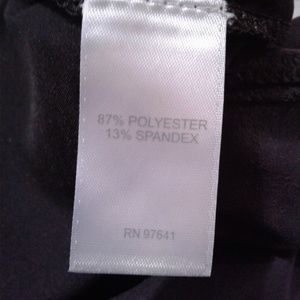 87% POLYESTER
13% SPANDEX
RN 97641